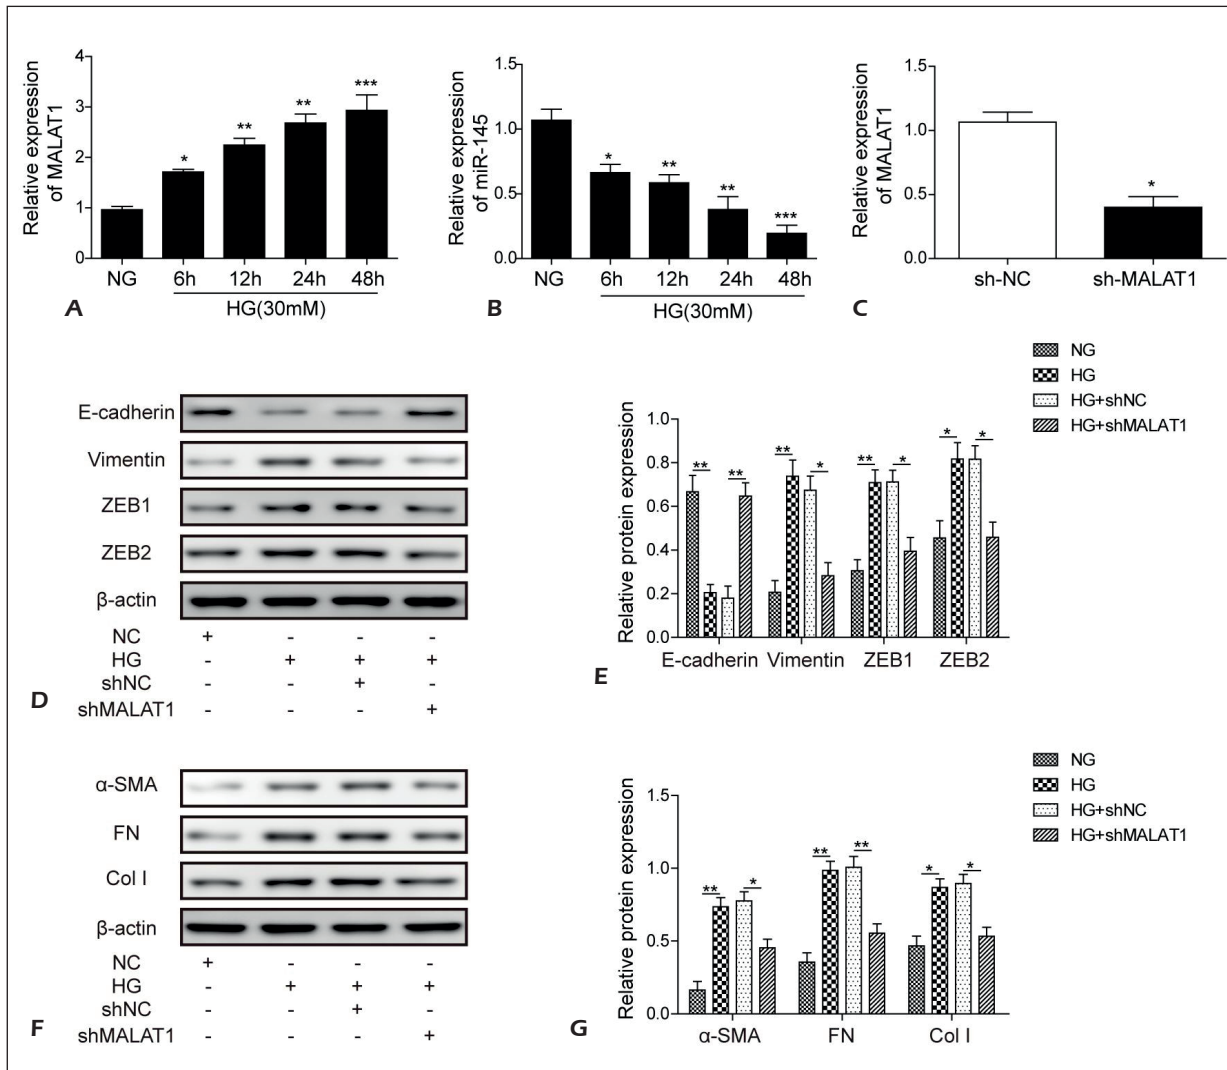 Relative expression
of MALAT1
4
3
2
1
0
*
**
**
***
NG
6h
12h
24h
48h
HG(30mM)
A
Relative expression
of miR-145
1.5
1.0
0.5
0.0
*
**
**
***
NG
6h
12h
24h
48h
HG(30mM)
B
Relative expression
of MALAT1
1.5
1.0
0.5
0.0
*
sh-NC
sh-MALAT1
C
E-cadherin
Vimentin
ZEB1
ZEB2
β-actin
NC + - - -
HG - + + +
shNC - - + -
shMALAT1 - - - +
D
NG
HG
HG+shNC
HG+shMALAT1
Relative protein expression
1.0
0.8
0.6
0.4
0.2
0.0
** **
** *
** *
* *
E-cadherin Vimentin ZEB1 ZEB2
E
α-SMA
FN
Col I
β-actin
NC + - - -
HG - + + +
shNC - - + -
shMALAT1 - - - +
F
NG
HG
HG+shNC
HG+shMALAT1
Relative protein expression
1.5
1.0
0.5
0.0
** *
** **
* *
α-SMA FN Col I
G